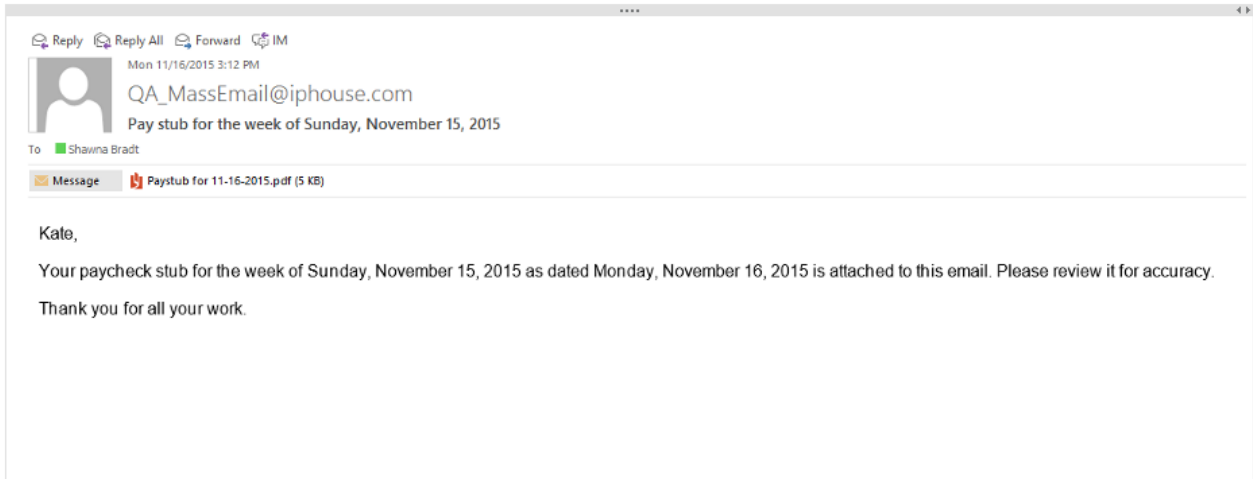 Reply Reply All Forward IM
Mon 11/16/2015 3:12 PM
QA_MassEmail@iphouse.com
Pay stub for the week of Sunday, November 15, 2015
To Shawna Bradt
Message Paystub for 11-16-2015.pdf (5 KB)
Kate,
Your paycheck stub for the week of Sunday, November 15, 2015 as dated Monday, November 16, 2015 is attached to this email. Please review it for accuracy.
Thank you for all your work.